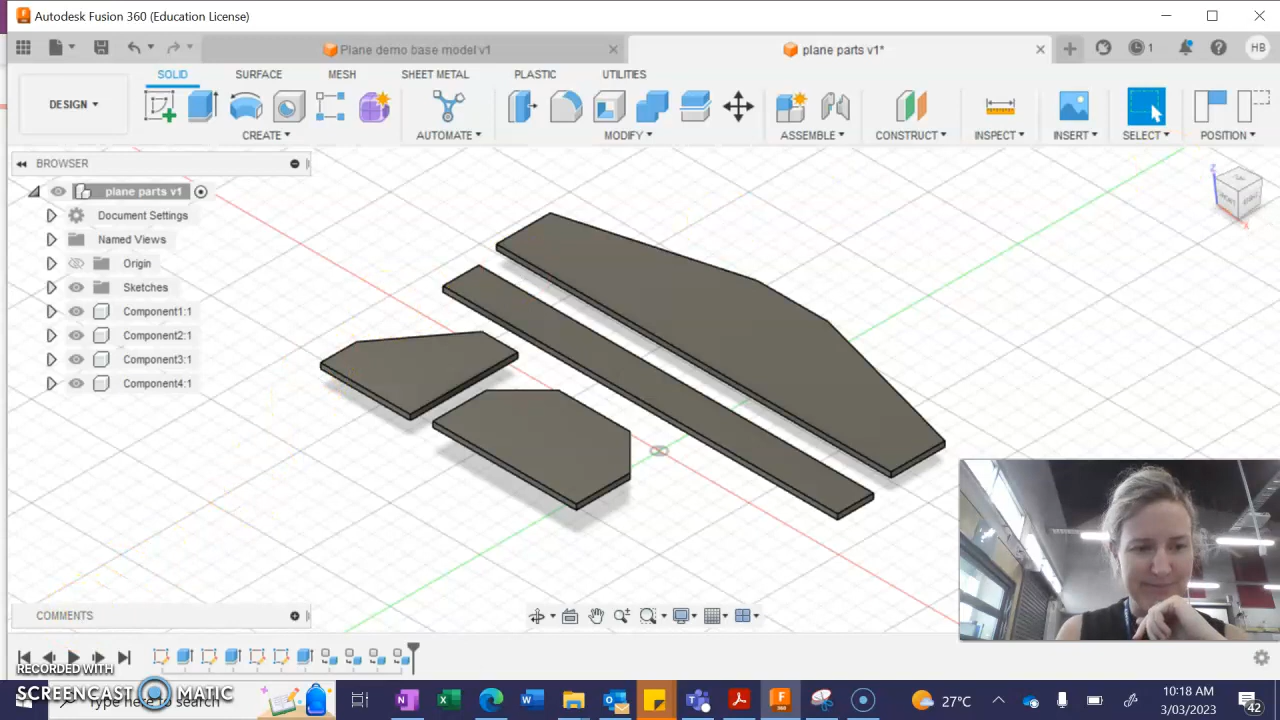 Autodesk Fusion 360 (Education License)
Plane demo base model v1
plane parts v1*
1
HB
DESIGN
SOLID
SURFACE
MESH
SHEET METAL
PLASTIC
UTILITIES
CREATE
AUTOMATE
MODIFY
ASSEMBLE
CONSTRUCT
INSPECT
INSERT
SELECT
POSITION
BROWSER
plane parts v1
Document Settings
Named Views
Origin
Sketches
Component1:1
Component2:1
Component3:1
Component4:1
Z
X
COMMENTS
RECORDED WITH
SCREENCAST MATIC
Type here to search
27°C
10:18 AM
3/03/2023
42